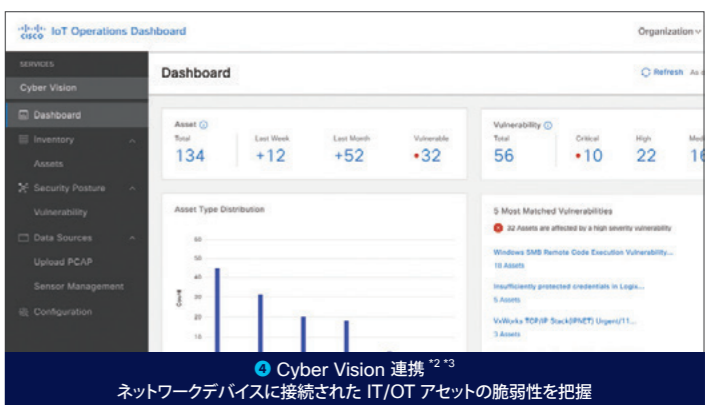 CISCO IoT Operations Dashboard
Organization
SERVICES
Cyber Vision
Dashboard
Refresh As o
Dashboard
Inventory
Assets
Security Posture
Vulnerability
Data Sources
Upload PCAP
Sensor Management
Configuration
Asset
Total Last Week Last Month Vulnerable
134 +12 +52 32
Vulnerability
Total Critical High Medi
56 10 22 16
Asset Type Distribution
Count
60
50
40
30
20
10
5 Most Matched Vulnerabilities
32 Assets are affected by a high severity vulnerability
Windows SMB Remote Code Execution Vulnerability...
18 Assets
Insufficiently protected credentials in Logix...
5 Assets
VxWorks TCP/IP Stack(IPNET) Urgent/11...
3 Assets
❹ Cyber Vision 連携 *2 *3
ネットワークデバイスに接続された IT/OT アセットの脆弱性を把握